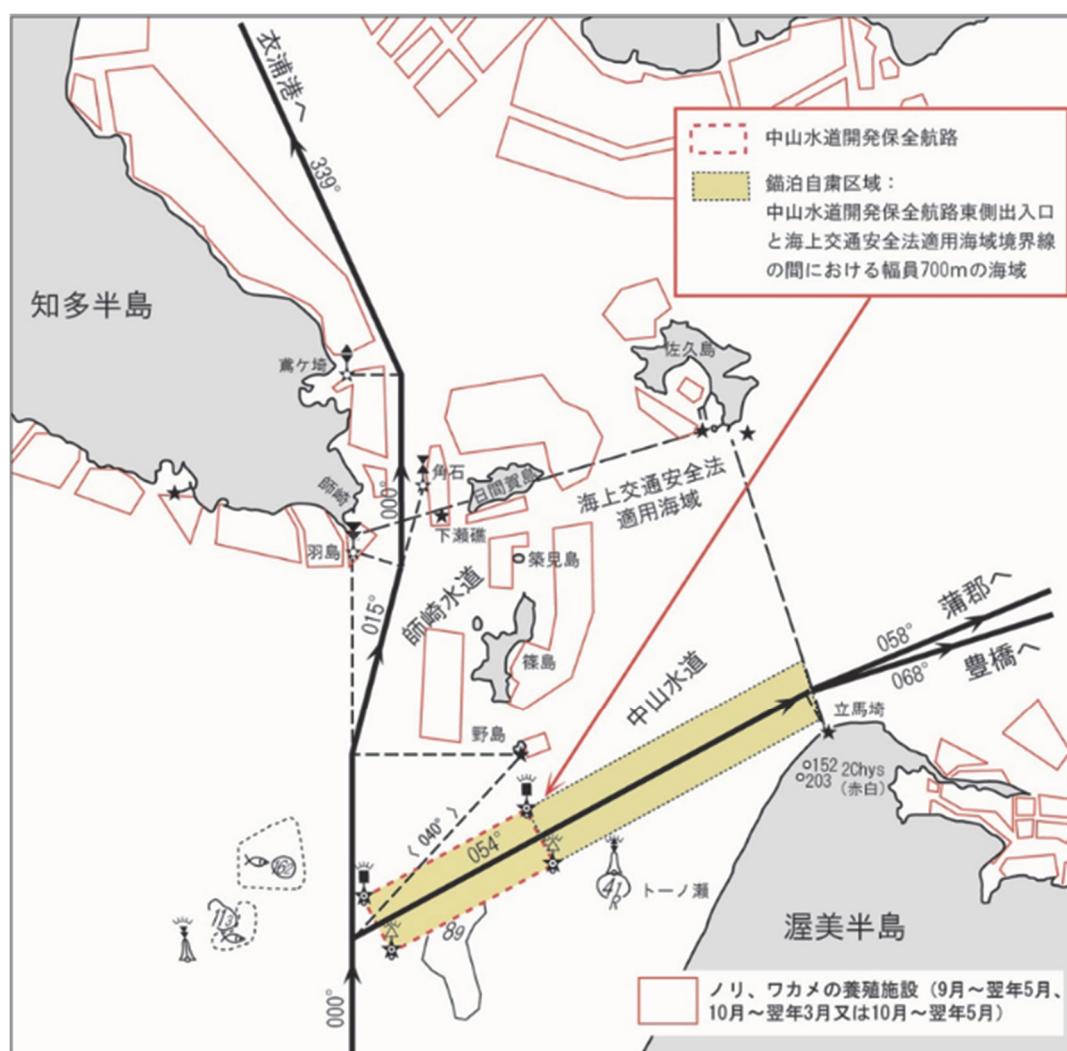 衣浦港へ
339°
中山水道開発保全航路
錨泊自粛区域：
中山水道開発保全航路東側出入口
と海上交通安全法適用海域境界線
の間における幅員700mの海域
知多半島
鳶ケ埼
佐久島
師崎
000°
角石
日間賀島
海上交通安全法
適用海域
羽島
下瀬礁
築見島
015°
師崎水道
篠島
中山水道
058°
蒲郡へ
068°
豊橋へ
野島
立馬埼
152
203
2Chys
(赤白)
〈 040° 〉
054°
162
113
41
R
トーノ瀬
89
渥美半島
000°
ノリ、ワカメの養殖施設（9月～翌年5月、
10月～翌年3月又は10月～翌年5月）